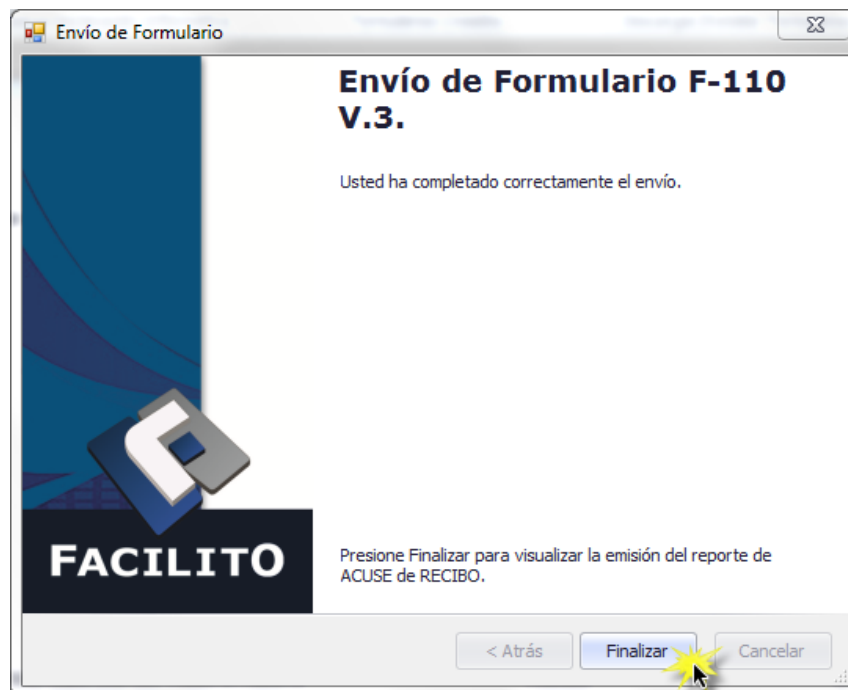 Envío de Formulario
Envío de Formulario F-110
V.3.
Usted ha completado correctamente el envío.
FACILITO
Presione Finalizar para visualizar la emisión del reporte de
ACUSE de RECIBO.
< Atrás
Finalizar
Cancelar